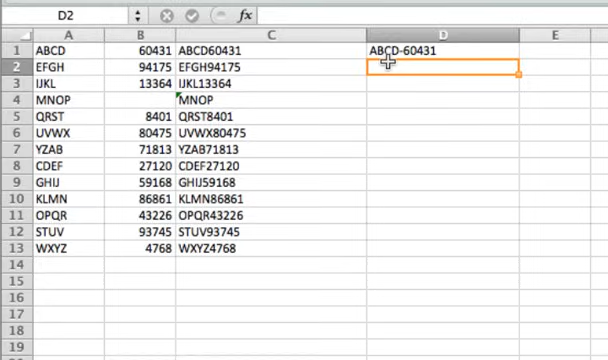 D2 fx
A B C D E F
1 ABCD 60431 ABCD60431 ABCD-60431
2 EFGH 94175 EFGH94175
3 IJKL 13364 IJKL13364
4 MNOP MNOP
5 QRST 8401 QRST8401
6 UVWX 80475 UVWX80475
7 YZAB 71813 YZAB71813
8 CDEF 27120 CDEF27120
9 GHIJ 59168 GHIJ59168
10 KLMN 86861 KLMN86861
11 OPQR 43226 OPQR43226
12 STUV 93745 STUV93745
13 WXYZ 4768 WXYZ4768
14
15
16
17
18
19